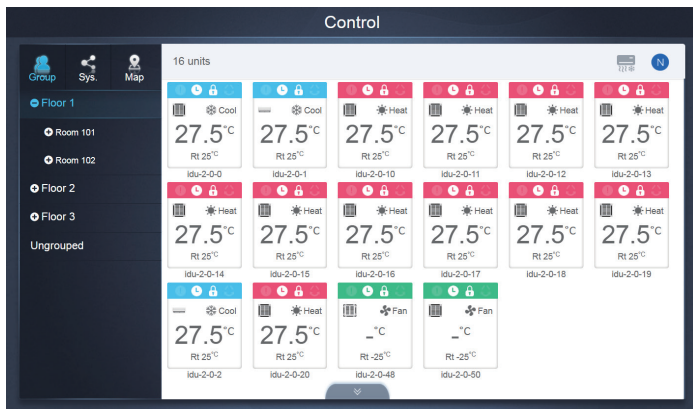 Control
Group Sys. Map
16 units
N
Floor 1
Room 101
Room 102
Floor 2
Floor 3
Ungrouped
Cool Cool Heat Heat Heat Heat
27.5°C 27.5°C 27.5°C 27.5°C 27.5°C 27.5°C
Rt 25°C Rt 25°C Rt 25°C Rt 25°C Rt 25°C Rt 25°C
idu-2-0-0 idu-2-0-1 idu-2-0-10 idu-2-0-11 idu-2-0-12 idu-2-0-13
Heat Heat Heat Heat Heat Heat
27.5°C 27.5°C 27.5°C 27.5°C 27.5°C 27.5°C
Rt 25°C Rt 25°C Rt 25°C Rt 25°C Rt 25°C Rt 25°C
idu-2-0-14 idu-2-0-15 idu-2-0-16 idu-2-0-17 idu-2-0-18 idu-2-0-19
Cool Heat Fan Fan
27.5°C 27.5°C _°C _°C
Rt 25°C Rt 25°C Rt -25°C Rt -25°C
idu-2-0-2 idu-2-0-20 idu-2-0-48 idu-2-0-50